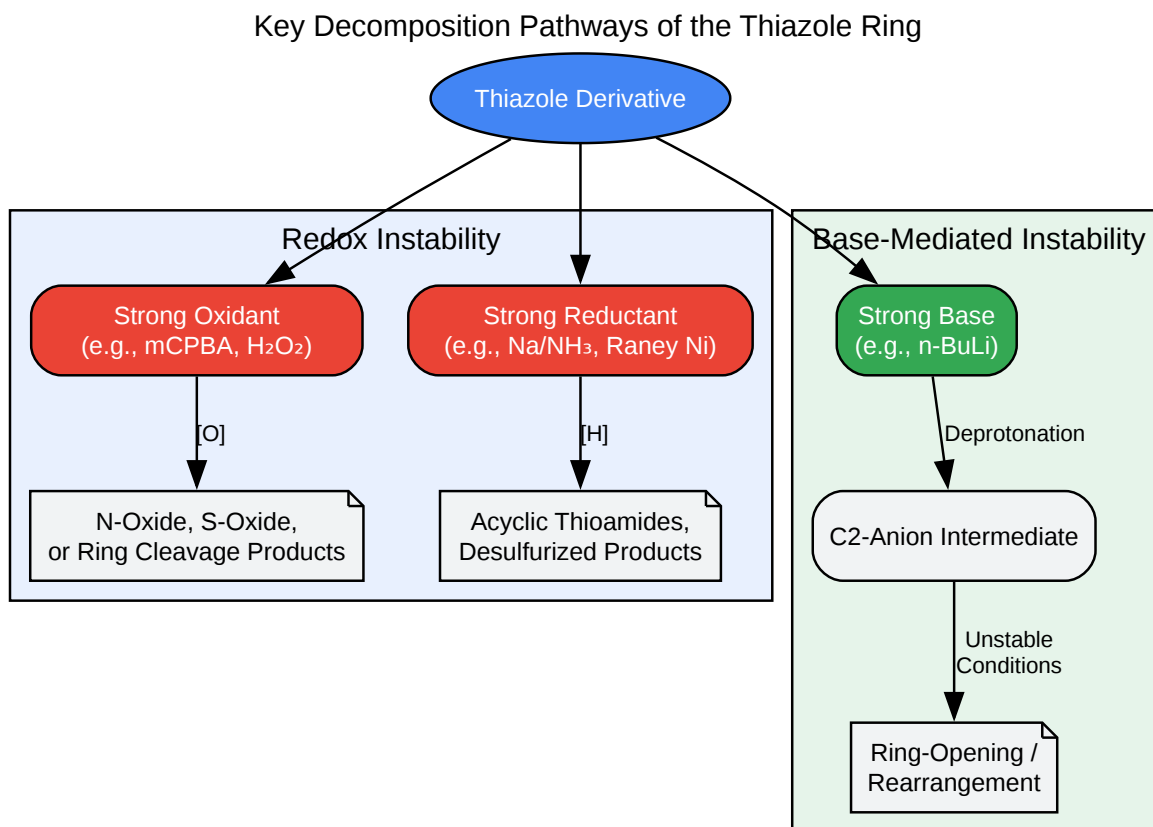 Key Decomposition Pathways of the Thiazole Ring
Thiazole Derivative
Redox Instability
Base-Mediated Instability
Strong Oxidant
(e.g., mCPBA, H₂O₂)
Strong Reductant
(e.g., Na/NH₃, Raney Ni)
Strong Base
(e.g., n-BuLi)
[O]
[H]
Deprotonation
N-Oxide, S-Oxide,
or Ring Cleavage Products
Acyclic Thioamides,
Desulfurized Products
C2-Anion Intermediate
Unstable
Conditions
Ring-Opening /
Rearrangement